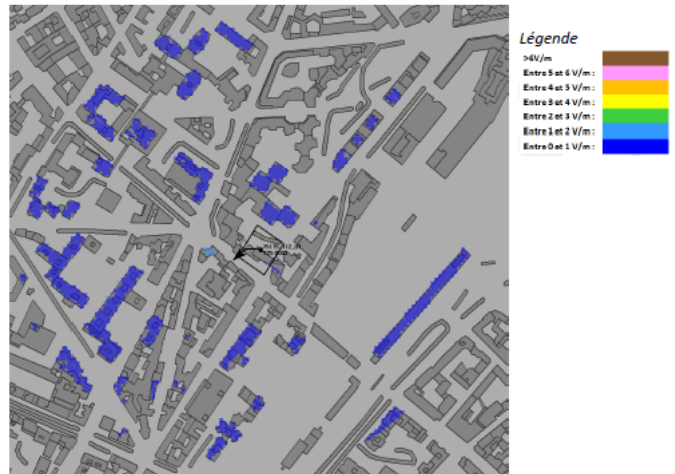 Légende
>6V/m
Entre 5 et 6 V/m :
Entre 4 et 5 V/m :
Entre 3 et 4 V/m :
Entre 2 et 3 V/m :
Entre 1 et 2 V/m :
Entre 0 et 1 V/m :